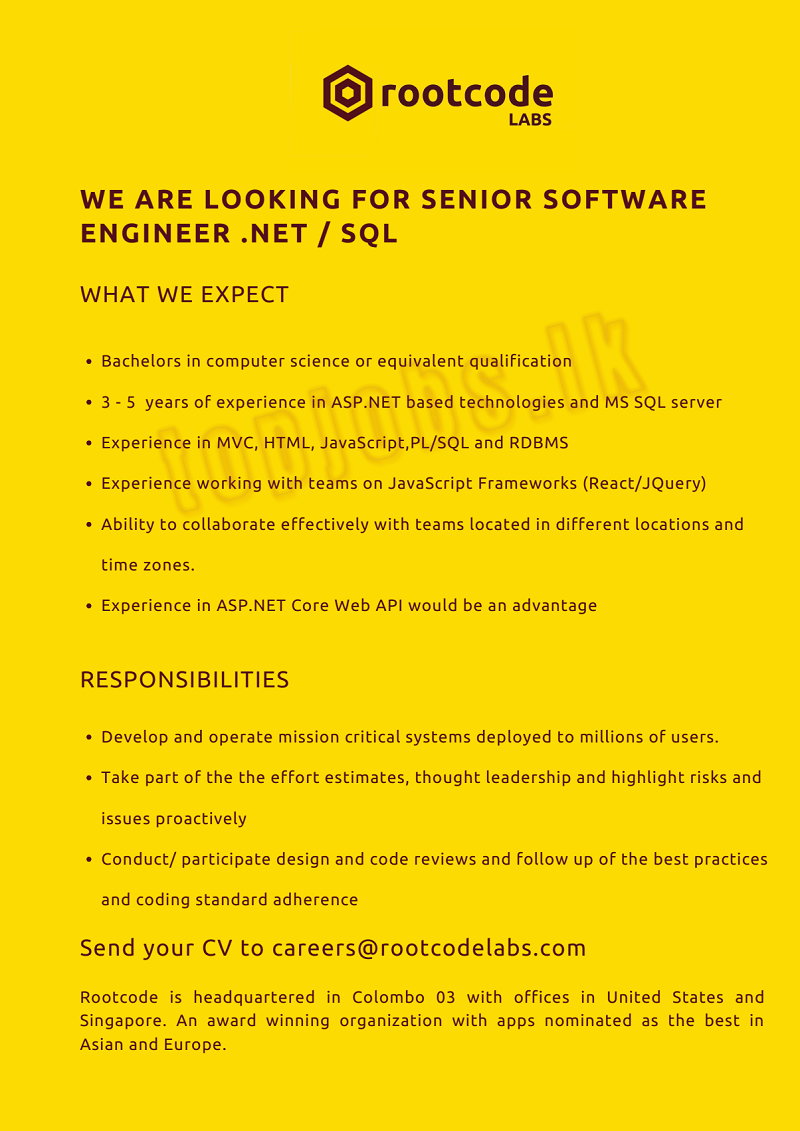 rootcode
LABS
WE ARE LOOKING FOR SENIOR SOFTWARE
ENGINEER .NET / SQL
WHAT WE EXPECT
• Bachelors in computer science or equivalent qualification
• 3 - 5 years of experience in ASP.NET based technologies and MS SQL server
• Experience in MVC, HTML, JavaScript,PL/SQL and RDBMS
• Experience working with teams on JavaScript Frameworks (React/JQuery)
• Ability to collaborate effectively with teams located in different locations and
time zones.
• Experience in ASP.NET Core Web API would be an advantage
topjobs.lk
RESPONSIBILITIES
• Develop and operate mission critical systems deployed to millions of users.
• Take part of the the effort estimates, thought leadership and highlight risks and
issues proactively
• Conduct/ participate design and code reviews and follow up of the best practices
and coding standard adherence
Send your CV to careers@rootcodelabs.com
Rootcode is headquartered in Colombo 03 with offices in United States and
Singapore. An award winning organization with apps nominated as the best in
Asian and Europe.